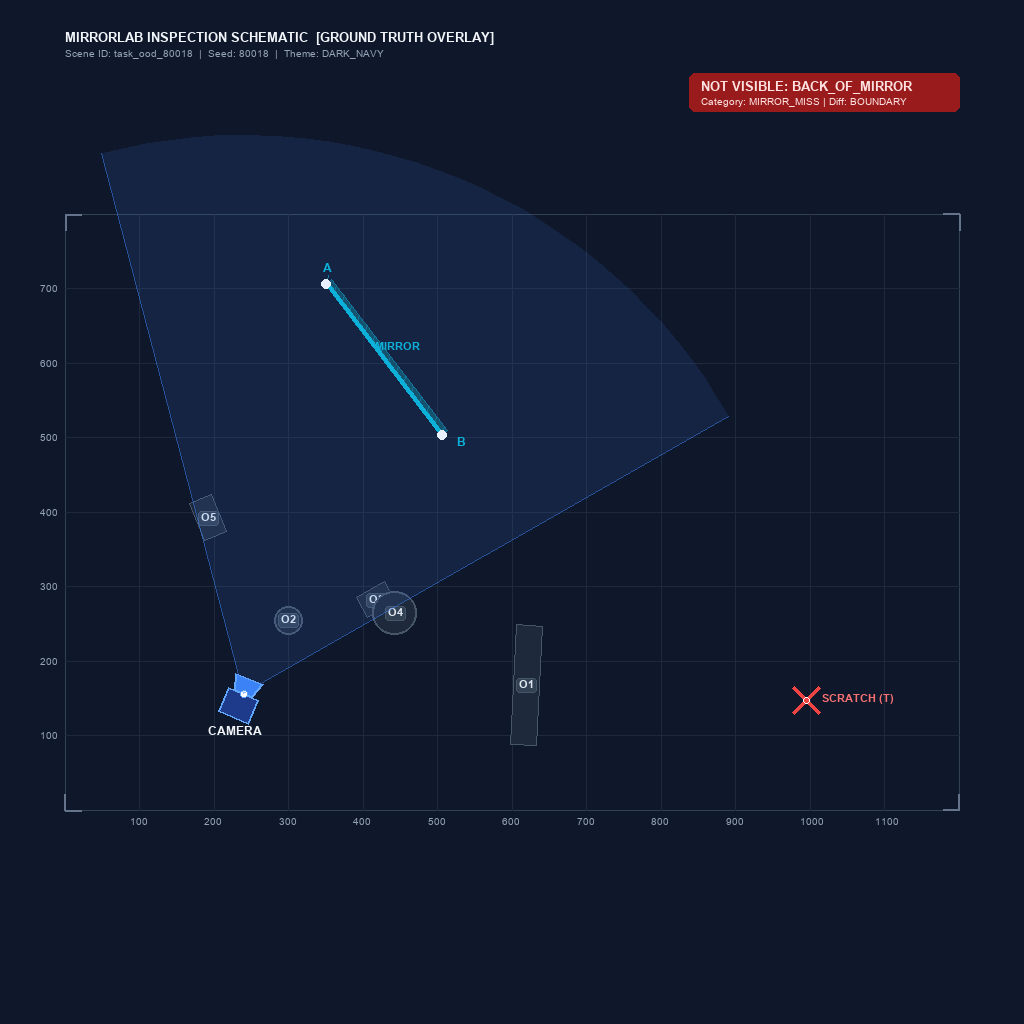 MIRRORLAB INSPECTION SCHEMATIC  [GROUND TRUTH OVERLAY]
Scene ID: task_ood_80018  |  Seed: 80018  |  Theme: DARK_NAVY
NOT VISIBLE: BACK_OF_MIRROR
Category: MIRROR_MISS | Diff: BOUNDARY
A
700
MIRROR
600
500
B
400
O5
300
O4
O2
200
O1
SCRATCH (T)
CAMERA
100
100 200 300 400 500 600 700 800 900 1000 1100